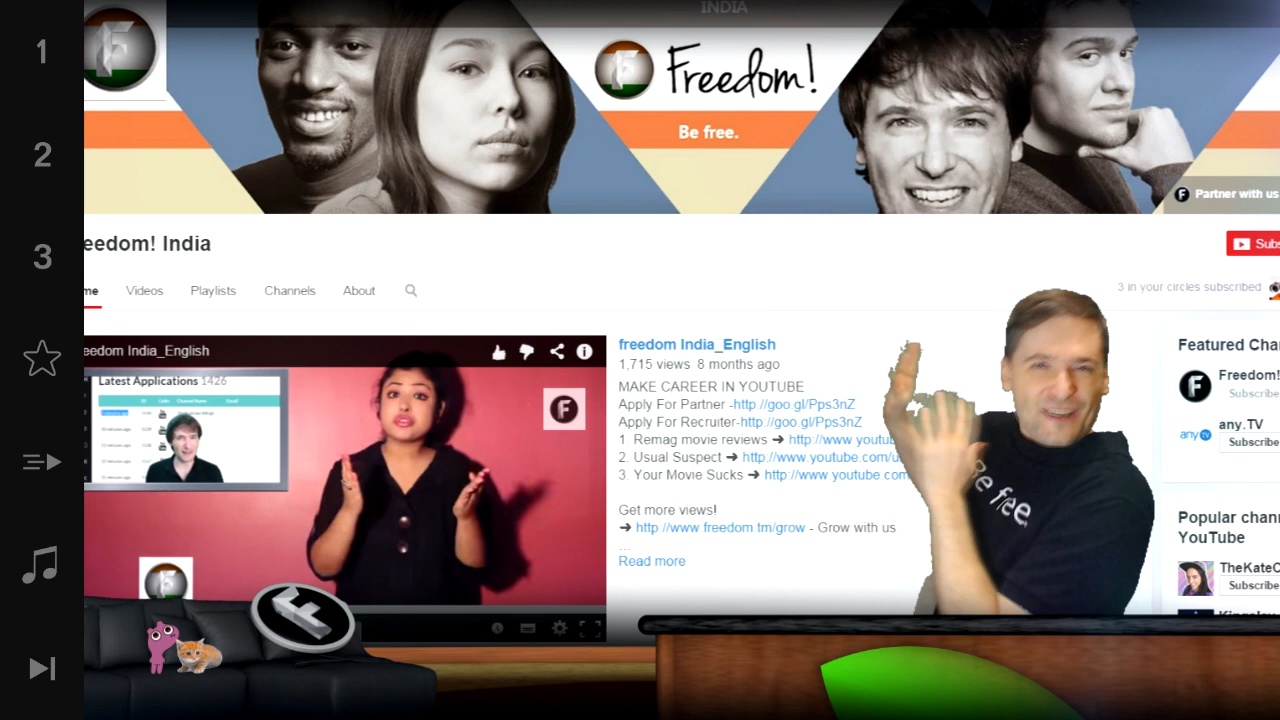 INDIA
1
2
3
F
F
Freedom!
Be free.
F Partner with us
eedom! India
Subs
me Videos Playlists Channels About
3 in your circles subscribed
eedom India_English
Latest Applications 1426
F
freedom India_English
1,715 views 8 months ago
MAKE CAREER IN YOUTUBE
Apply For Partner -http://goo.gl/Pps3nZ
Apply For Recruiter-http://goo.gl/Pps3nZ
1. Remag movie reviews ➜ http://www youtub
2. Usual Suspect ➜ http://www.youtube.com/u
3. Your Movie Sucks ➜ http://www youtube com
Get more views!
➜ http://www freedom tm/grow - Grow with us
...
Read more
Be free
F
F
Featured Chan
F Freedom!
Subscribe
any.TV
any tv
Subscribe
Popular chann
YouTube
TheKateC
Subscribe